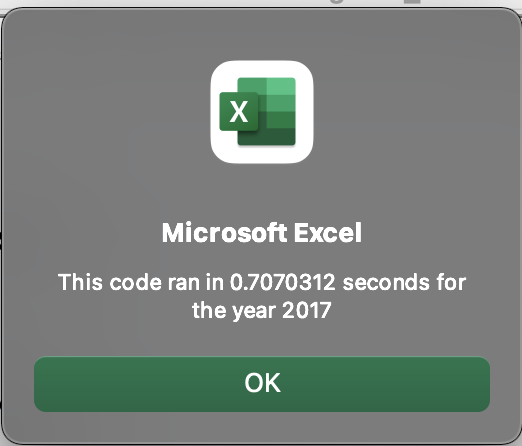 X
Microsoft Excel
This code ran in 0.7070312 seconds for
the year 2017
OK